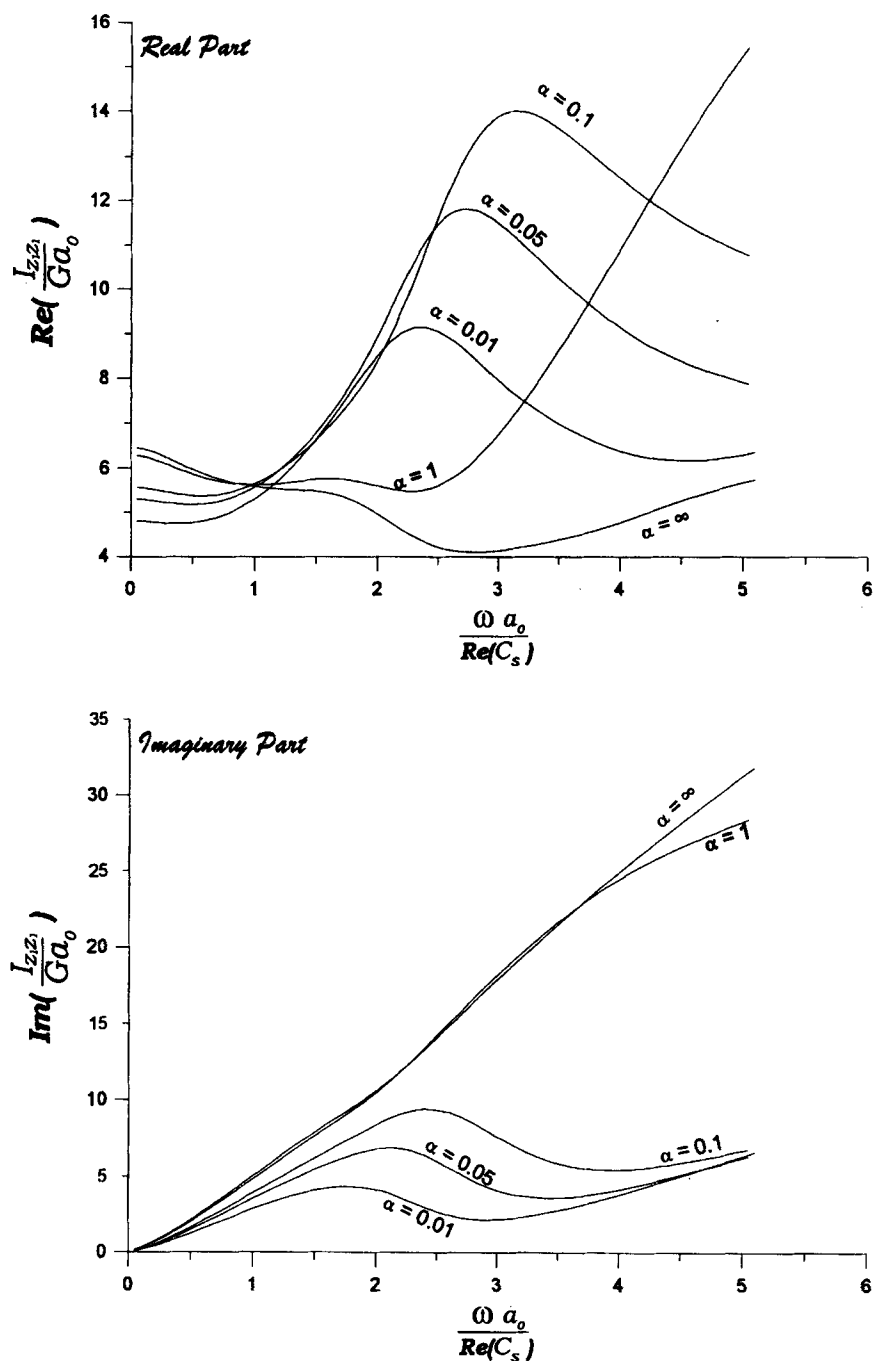 Real Part
16
14
12
10
8
6
4
Re( I_{Z_1Z_1} / Ga_o )
α = 0.1
α = 0.05
α = 0.01
α = 1
α = ∞
0 1 2 3 4 5 6
ω a_o
Re(C_s)
Imaginary Part
35
30
25
20
15
10
5
0
Im( I_{Z_1Z_1} / Ga_o )
α = ∞
α = 1
α = 0.1
α = 0.05
α = 0.01
0 1 2 3 4 5 6
ω a_o
Re(C_s)